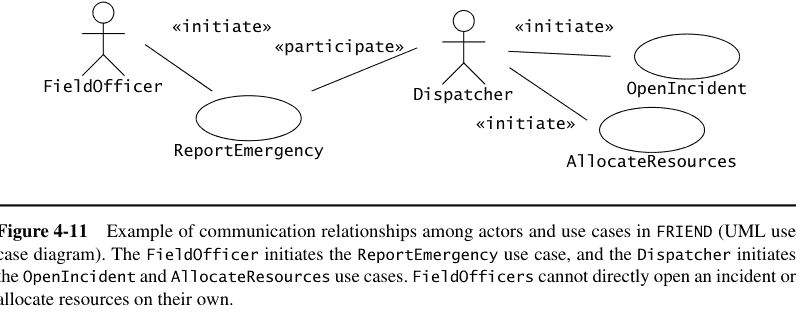 «initiate»
«initiate»
«participate»
FieldOfficer
Dispatcher
OpenIncident
«initiate»
ReportEmergency
AllocateResources
Figure 4-11 Example of communication relationships among actors and use cases in FRIEND (UML use
case diagram). The FieldOfficer initiates the ReportEmergency use case, and the Dispatcher initiates
the OpenIncident and AllocateResources use cases. FieldOfficers cannot directly open an incident or
allocate resources on their own.